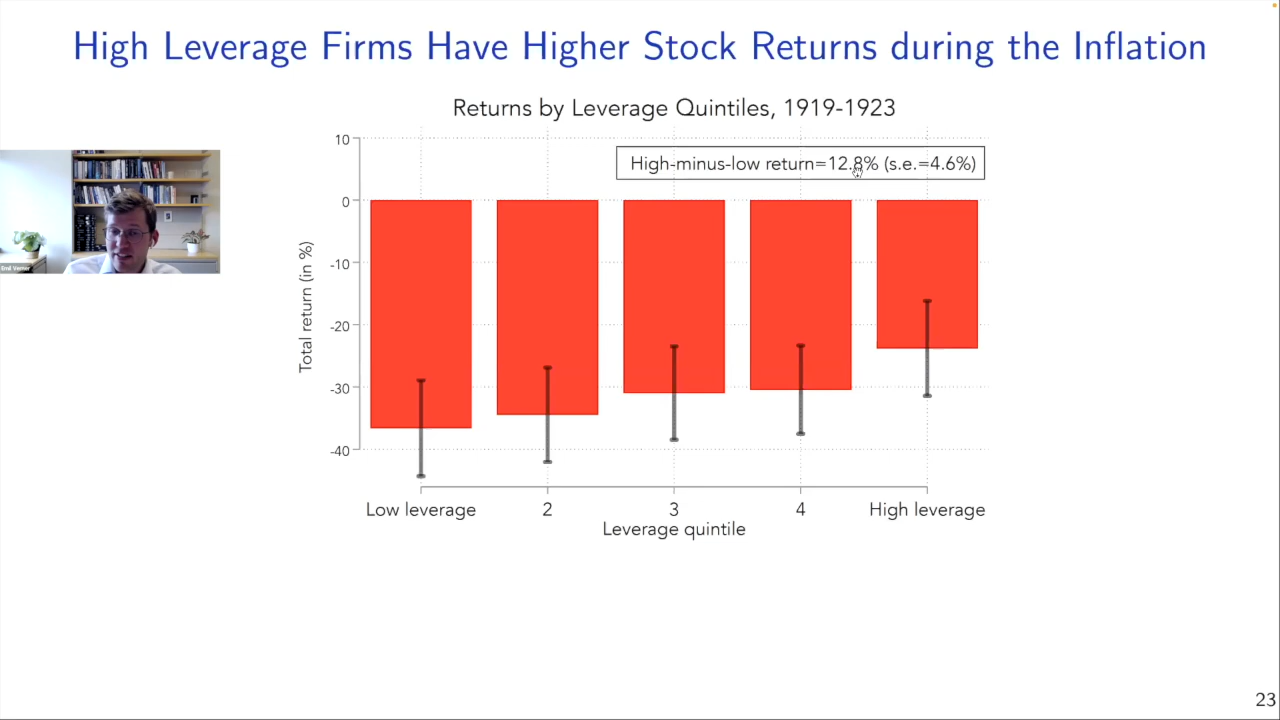 High Leverage Firms Have Higher Stock Returns during the Inflation
Returns by Leverage Quintiles, 1919-1923
High-minus-low return=12.8% (s.e.=4.6%)
Total return (in %)
10
0
-10
-20
-30
-40
Low leverage 2 3 4 High leverage
Leverage quintile
Emil Verner
23